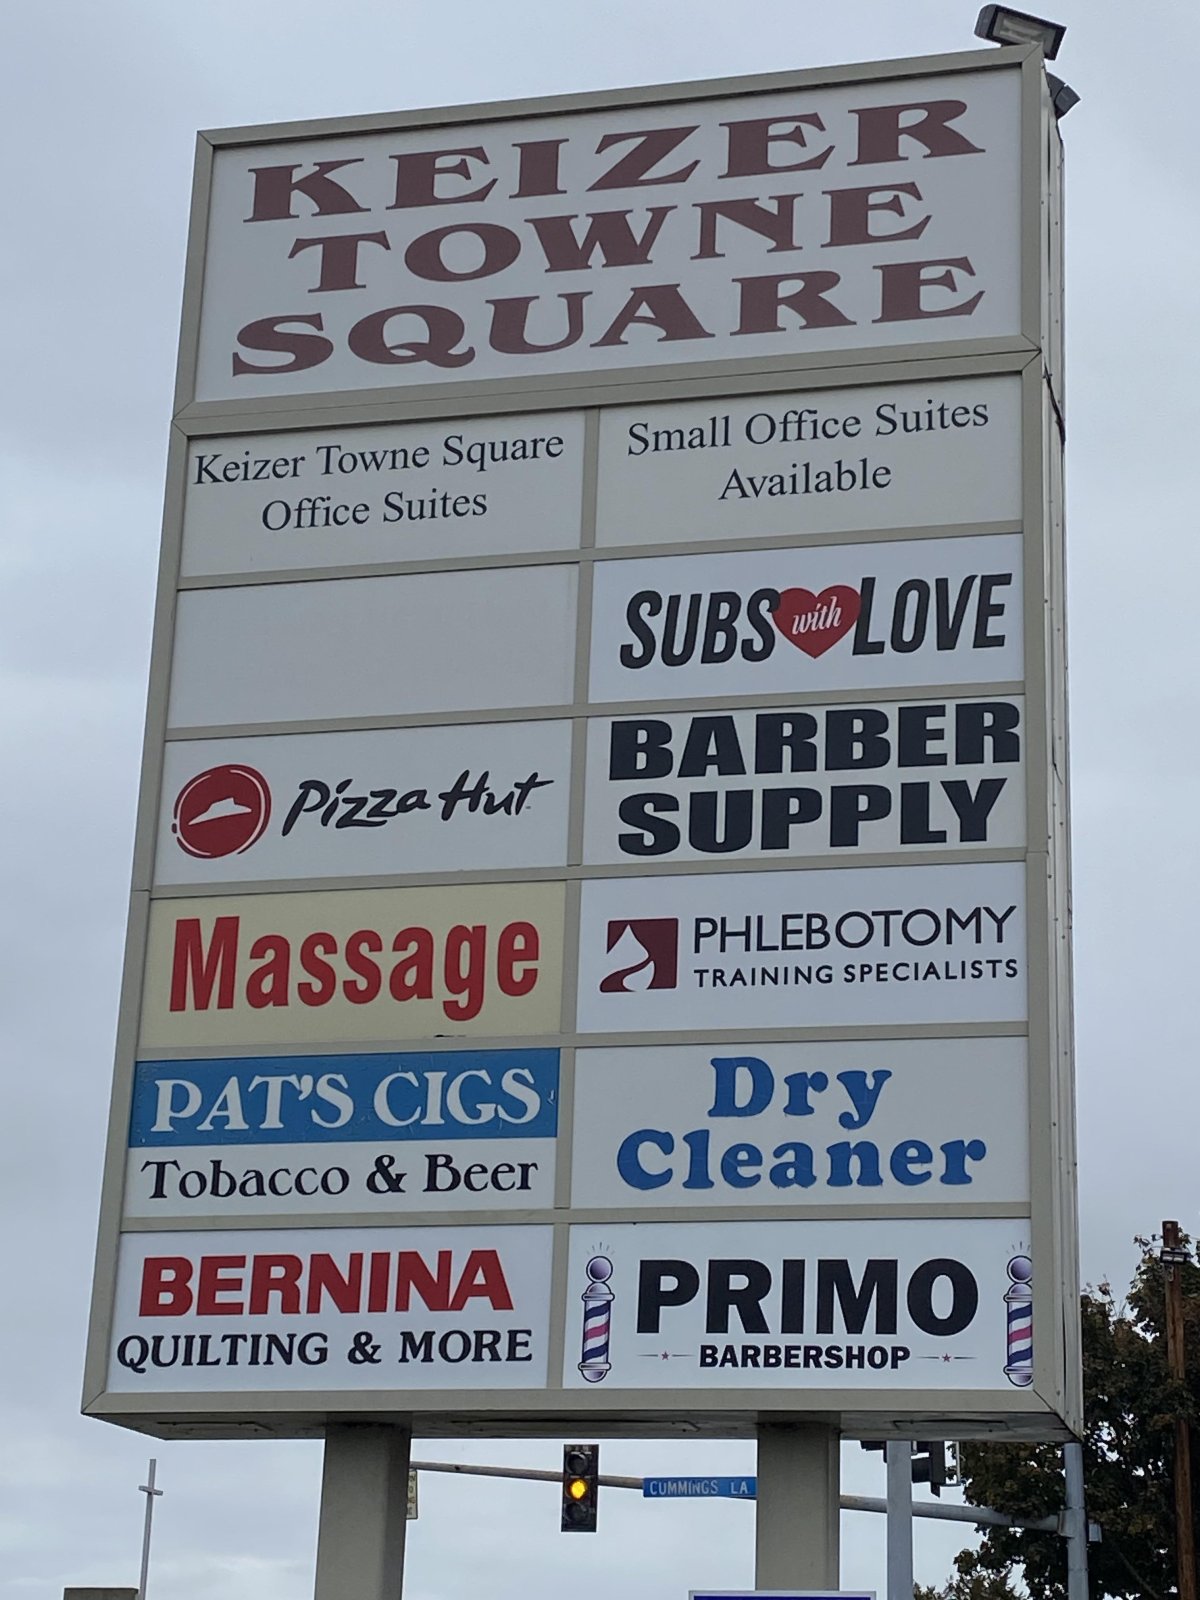 KEIZER
TOWNE
SQUARE
Keizer Towne Square
Office Suites
Small Office Suites
Available
SUBS with LOVE
Pizza Hut
BARBER
SUPPLY
Massage
PHLEBOTOMY
TRAINING SPECIALISTS
PAT'S CIGS
Tobacco & Beer
Dry
Cleaner
BERNINA
QUILTING & MORE
PRIMO
BARBERSHOP
CUMMINGS LA